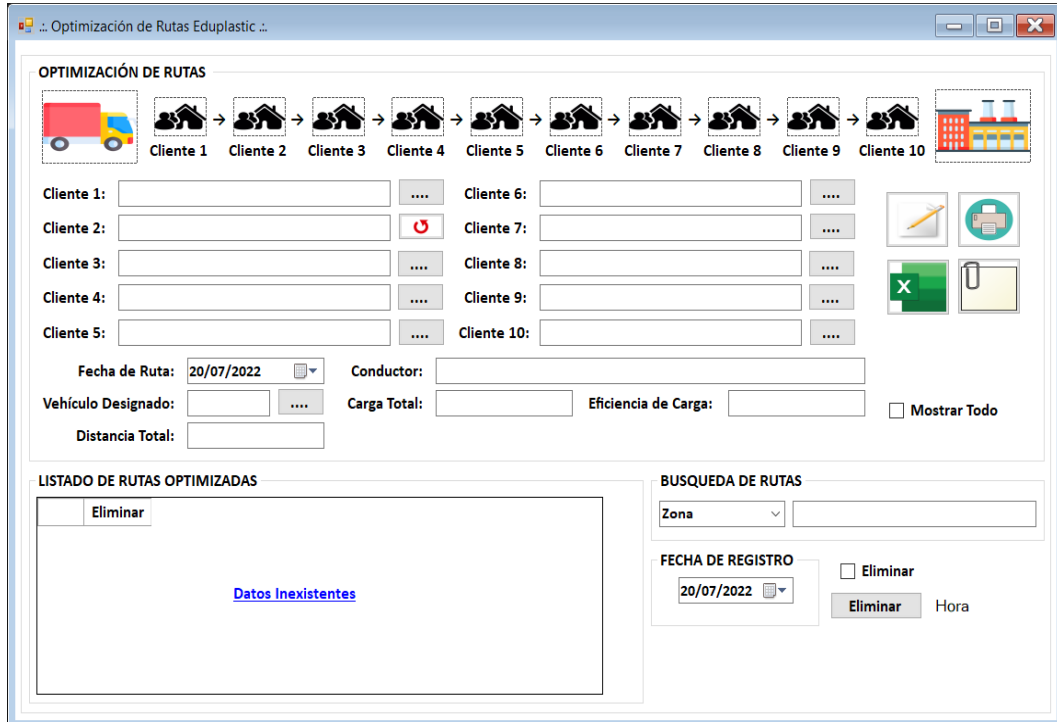 .:. Optimización de Rutas Eduplastic .:.
OPTIMIZACIÓN DE RUTAS
Cliente 1 Cliente 2 Cliente 3 Cliente 4 Cliente 5 Cliente 6 Cliente 7 Cliente 8 Cliente 9 Cliente 10
Cliente 1: .... Cliente 6: ....
Cliente 2: Cliente 7: ....
Cliente 3: .... Cliente 8: ....
Cliente 4: .... Cliente 9: ....
Cliente 5: .... Cliente 10: ....
X
Fecha de Ruta: 20/07/2022 Conductor:
Vehículo Designado: .... Carga Total: Eficiencia de Carga: Mostrar Todo
Distancia Total:
LISTADO DE RUTAS OPTIMIZADAS
Eliminar
Datos Inexistentes
BUSQUEDA DE RUTAS
Zona
FECHA DE REGISTRO
20/07/2022
Eliminar
Eliminar Hora